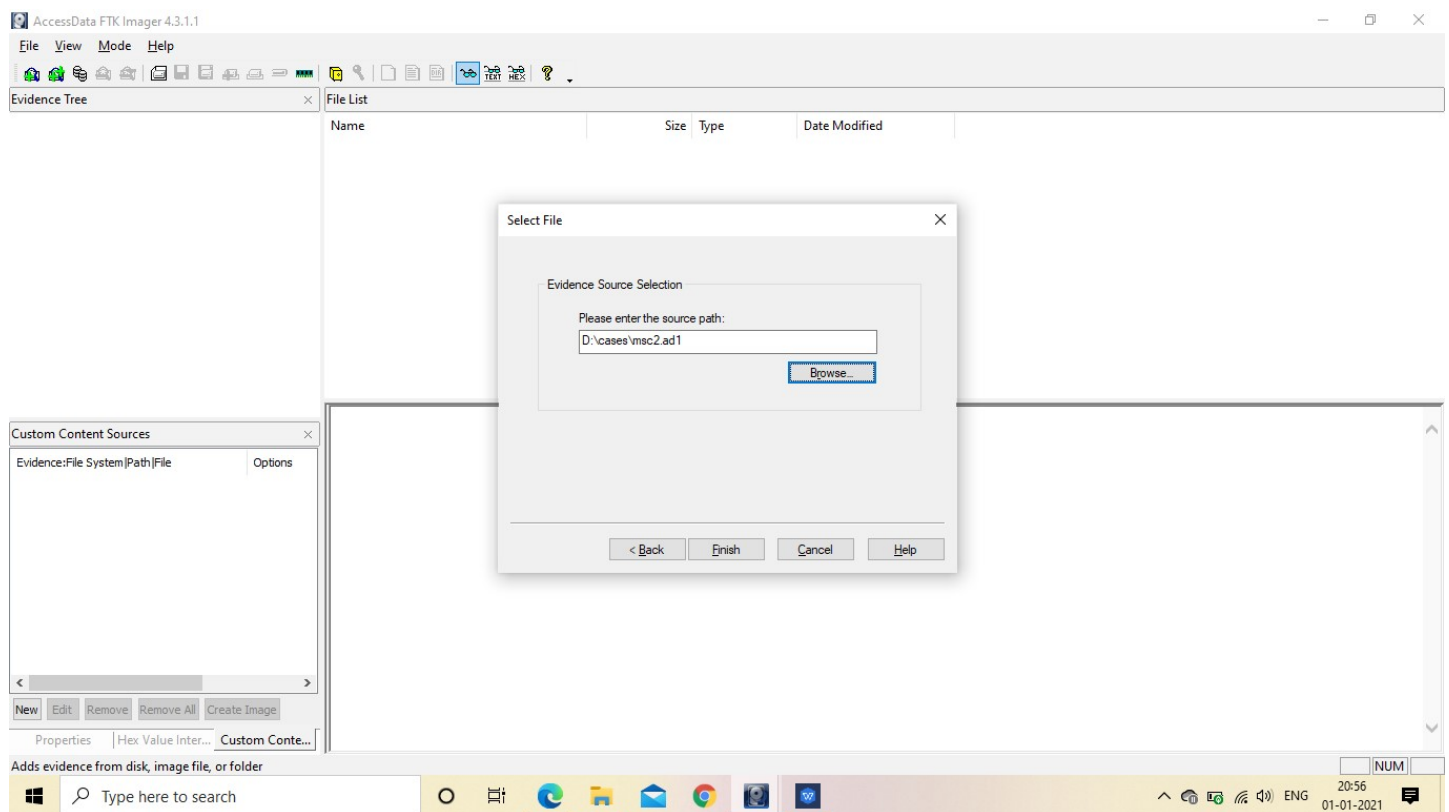 AccessData FTK Imager 4.3.1.1
File View Mode Help
TEXT HEX
Evidence Tree
File List
Name Size Type Date Modified
Select File
Evidence Source Selection
Please enter the source path:
D:\cases\msc2.ad1
Browse...
Custom Content Sources
Evidence:File System|Path|File Options
< Back Finish Cancel Help
New Edit Remove Remove All Create Image
Properties Hex Value Inter... Custom Conte...
Adds evidence from disk, image file, or folder
NUM
Type here to search
ENG
20:56
01-01-2021